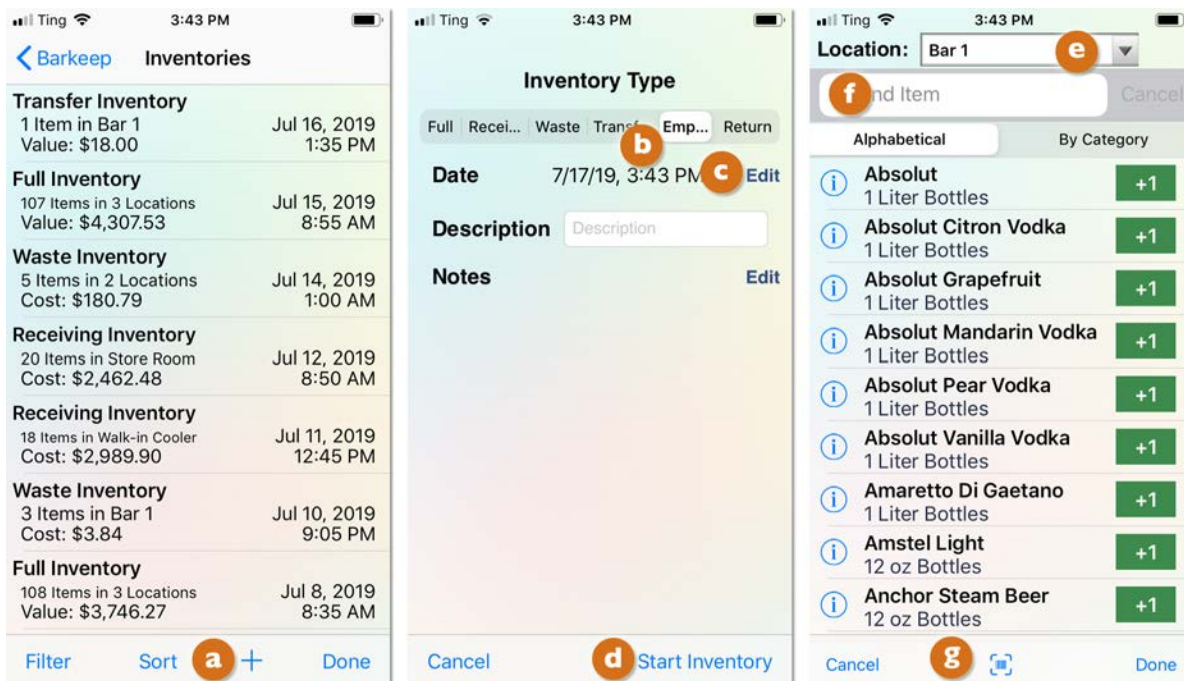 Ting 3:43 PM
Barkeep Inventories
Transfer Inventory
1 Item in Bar 1 Jul 16, 2019
Value: $18.00 1:35 PM
Full Inventory
107 Items in 3 Locations Jul 15, 2019
Value: $4,307.53 8:55 AM
Waste Inventory
5 Items in 2 Locations Jul 14, 2019
Cost: $180.79 1:00 AM
Receiving Inventory
20 Items in Store Room Jul 12, 2019
Cost: $2,462.48 8:50 AM
Receiving Inventory
18 Items in Walk-in Cooler Jul 11, 2019
Cost: $2,989.90 12:45 PM
Waste Inventory
3 Items in Bar 1 Jul 10, 2019
Cost: $3.84 9:05 PM
Full Inventory
108 Items in 3 Locations Jul 8, 2019
Value: $3,746.27 8:35 AM
Filter Sort a + Done
Ting 3:43 PM
Inventory Type
Full Recei... Waste Transf... Emp... Return
b
Date 7/17/19, 3:43 PM c Edit
Description Description
Notes Edit
Cancel d Start Inventory
Ting 3:43 PM
Location: Bar 1 e
f nd Item Cancel
Alphabetical By Category
Absolut
1 Liter Bottles +1
Absolut Citron Vodka
1 Liter Bottles +1
Absolut Grapefruit
1 Liter Bottles +1
Absolut Mandarin Vodka
1 Liter Bottles +1
Absolut Pear Vodka
1 Liter Bottles +1
Absolut Vanilla Vodka
1 Liter Bottles +1
Amaretto Di Gaetano
1 Liter Bottles +1
Amstel Light
12 oz Bottles +1
Anchor Steam Beer
12 oz Bottles +1
Cancel g Done